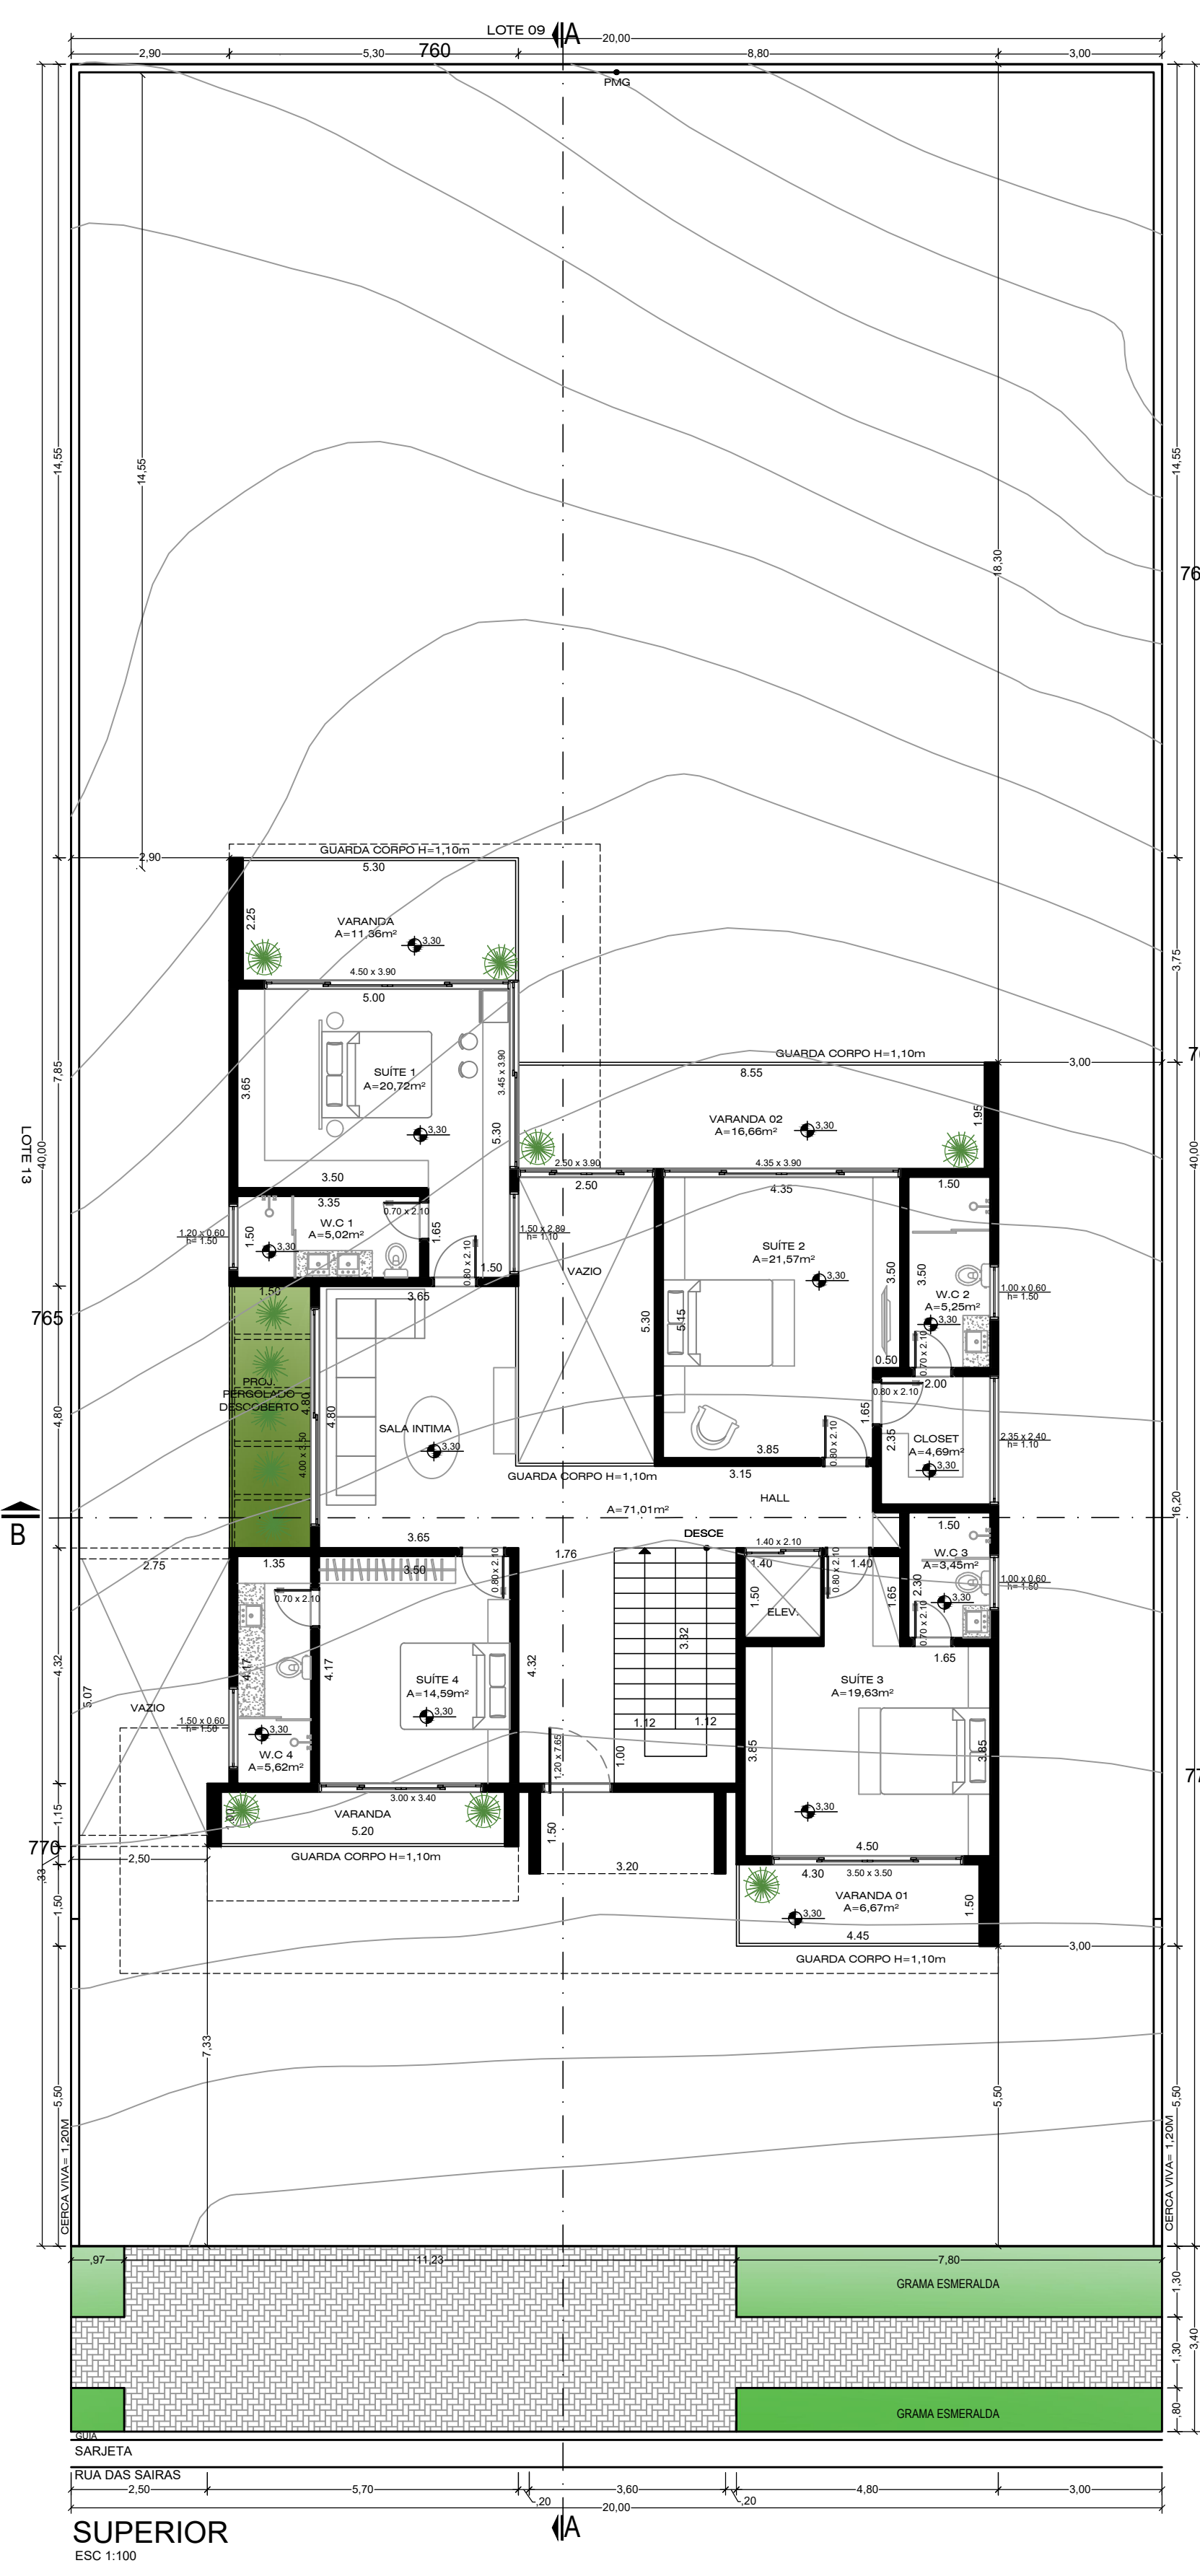 LOTE 09
A
20,00
2,90
5,30
760
8,80
3,00
PMG
14,55
14,55
14,55
18,30
76
2,90
GUARDA CORPO H=1,10m
5.30
2.25
VARANDA
A=11,36m²
3,30
3,75
4.50 x 3.90
5.00
7,85
SUÍTE 1
A=20,72m²
3.65
3.45 x 3.90
5.30
3,30
GUARDA CORPO H=1,10m
3,00
8.55
VARANDA 02
A=16,66m²
3,30
1.95
LOTE 13
40,00
40,00
2.50 x 3.90
2.50
4.35 x 3.90
4.35
1.50
3.50
3.35
0.70 x 2.10
W.C 1
A=5,02m²
1.50
1.65
3,30
1.20 x 0.60
h= 1.50
1.50 x 2.80
h= 1.10
0.80 x 2.10
1.50
VAZIO
SUÍTE 2
A=21,57m²
3,30
3.50
3.50
W.C 2
A=5,25m²
3,30
1.00 x 0.60
h= 1.50
1.50
3.65
765
5.30
5.15
0.50
0.70 x 2.10
2.00
0.80 x 2.10
PROJ.
PERGOLADO
DESCOBERTO
4.80
4.80
4,80
4.00 x 3.50
SALA INTIMA
3,30
1.65
2.35
CLOSET
A=4,69m²
3,30
2.35 x 2.40
h= 1.10
0.80 x 2.10
3.85
3.15
GUARDA CORPO H=1,10m
HALL
A=71,01m²
16,20
B
3.65
1.76
DESCE
1.40 x 2.10
1.40
1.40
1.50
W.C 3
A=3,45m²
3,30
1.00 x 0.60
h= 1.50
2.75
1.35
3.50
0.80 x 2.10
0.70 x 2.10
1.50
ELEV.
0.80 x 2.10
1.65
2.30
0.70 x 2.10
1.65
4,32
5.07
4.17
4.17
4.32
3.32
SUÍTE 4
A=14,59m²
3,30
SUÍTE 3
A=19,63m²
VAZIO
1.50 x 0.60
h= 1.50
3,30
W.C 4
A=5,62m²
1.12
1.12
1.00
1.20 x 7.65
3.85
3.85
3,30
77
3.00 x 3.40
VARANDA
5.20
1,15
1.50
770
2,50
GUARDA CORPO H=1,10m
3.20
4.50
4.30
3.50 x 3.50
,33
1,50
VARANDA 01
A=6,67m²
3,30
1.50
4.45
3,00
GUARDA CORPO H=1,10m
7,33
5,50
5,50
5,50
CERCA VIVA= 1,20M
CERCA VIVA= 1,20M
,97
11,23
7,80
GRAMA ESMERALDA
1,30
1,30
3,40
,80
GRAMA ESMERALDA
GUIA
SARJETA
RUA DAS SAIRAS
2,50
5,70
,20
3,60
,20
4,80
3,00
20,00
A
SUPERIOR
ESC 1:100